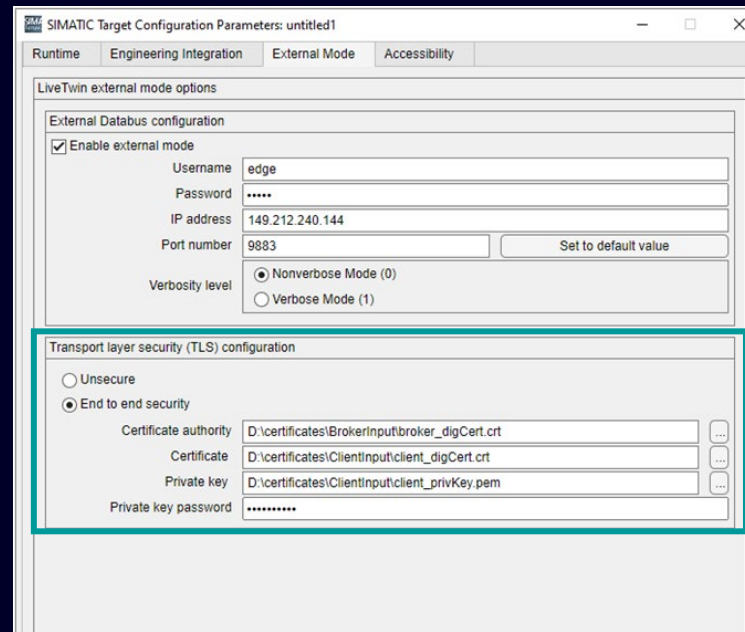 SIMATIC Target Configuration Parameters: untitled1
Runtime Engineering Integration External Mode Accessibility
LiveTwin external mode options
External Databus configuration
Enable external mode
Username edge
Password •••••
IP address 149.212.240.144
Port number 9883 Set to default value
Verbosity level
Nonverbose Mode (0)
Verbose Mode (1)
Transport layer security (TLS) configuration
Unsecure
End to end security
Certificate authority D:\certificates\BrokerInput\broker_digCert.crt ...
Certificate D:\certificates\ClientInput\client_digCert.crt ...
Private key D:\certificates\ClientInput\client_privKey.pem ...
Private key password ••••••••••